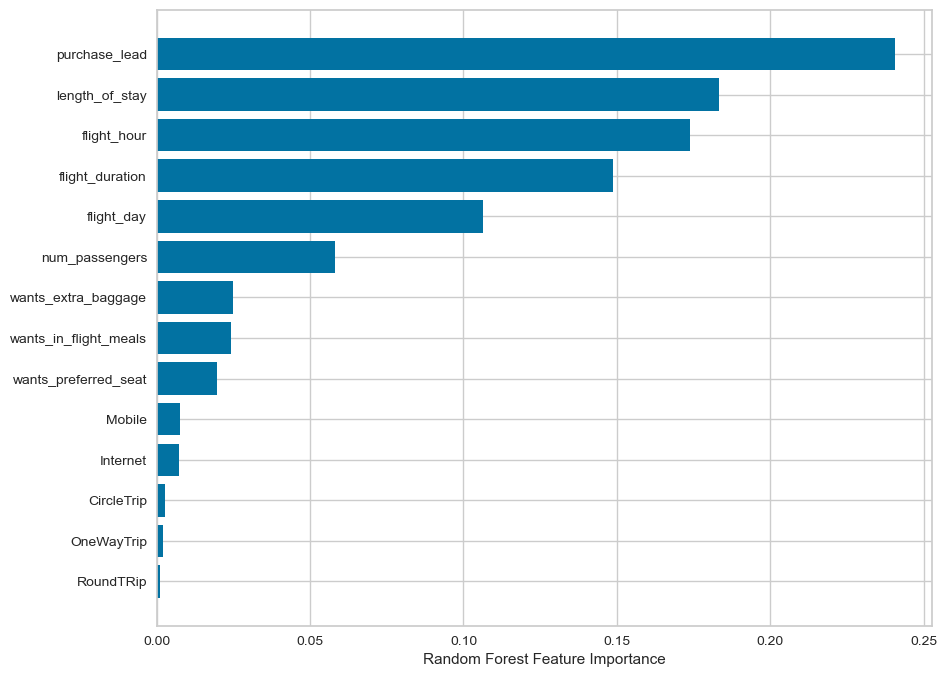 purchase_lead
length_of_stay
flight_hour
flight_duration
flight_day
num_passengers
wants_extra_baggage
wants_in_flight_meals
wants_preferred_seat
Mobile
Internet
CircleTrip
OneWayTrip
RoundTRip
0.00 0.05 0.10 0.15 0.20 0.25
Random Forest Feature Importance